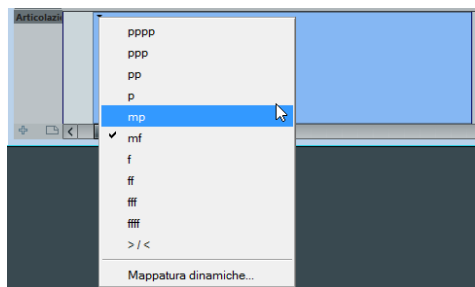 Articolazi
pppp
ppp
pp
p
mp
mf
f
ff
fff
ffff
> / <
Mappatura dinamiche...